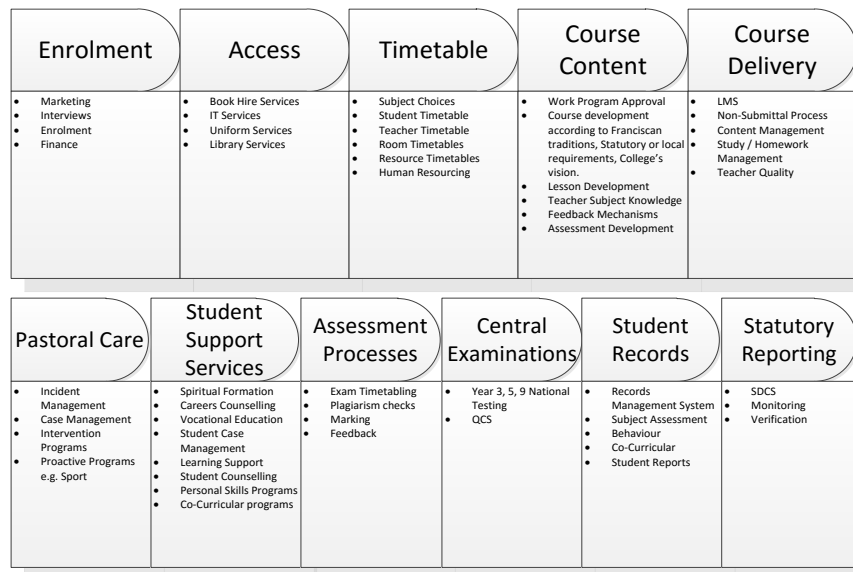 Enrolment
• Marketing
• Interviews
• Enrolment
• Finance
Access
• Book Hire Services
• IT Services
• Uniform Services
• Library Services
Timetable
• Subject Choices
• Student Timetable
• Teacher Timetable
• Room Timetables
• Resource Timetables
• Human Resourcing
Course
Content
• Work Program Approval
• Course development
according to Franciscan
traditions, Statutory or local
requirements, College’s
vision.
• Lesson Development
• Teacher Subject Knowledge
• Feedback Mechanisms
• Assessment Development
Course
Delivery
• LMS
• Non-Submittal Process
• Content Management
• Study / Homework
Management
• Teacher Quality
Pastoral Care
• Incident
Management
• Case Management
• Intervention
Programs
• Proactive Programs
e.g. Sport
Student
Support
Services
• Spiritual Formation
• Careers Counselling
• Vocational Education
• Student Case
Management
• Learning Support
• Student Counselling
• Personal Skills Programs
• Co-Curricular programs
Assessment
Processes
• Exam Timetabling
• Plagiarism checks
• Marking
• Feedback
Central
Examinations
• Year 3, 5, 9 National
Testing
• QCS
Student
Records
• Records
Management System
• Subject Assessment
• Behaviour
• Co-Curricular
• Student Reports
Statutory
Reporting
• SDCS
• Monitoring
• Verification